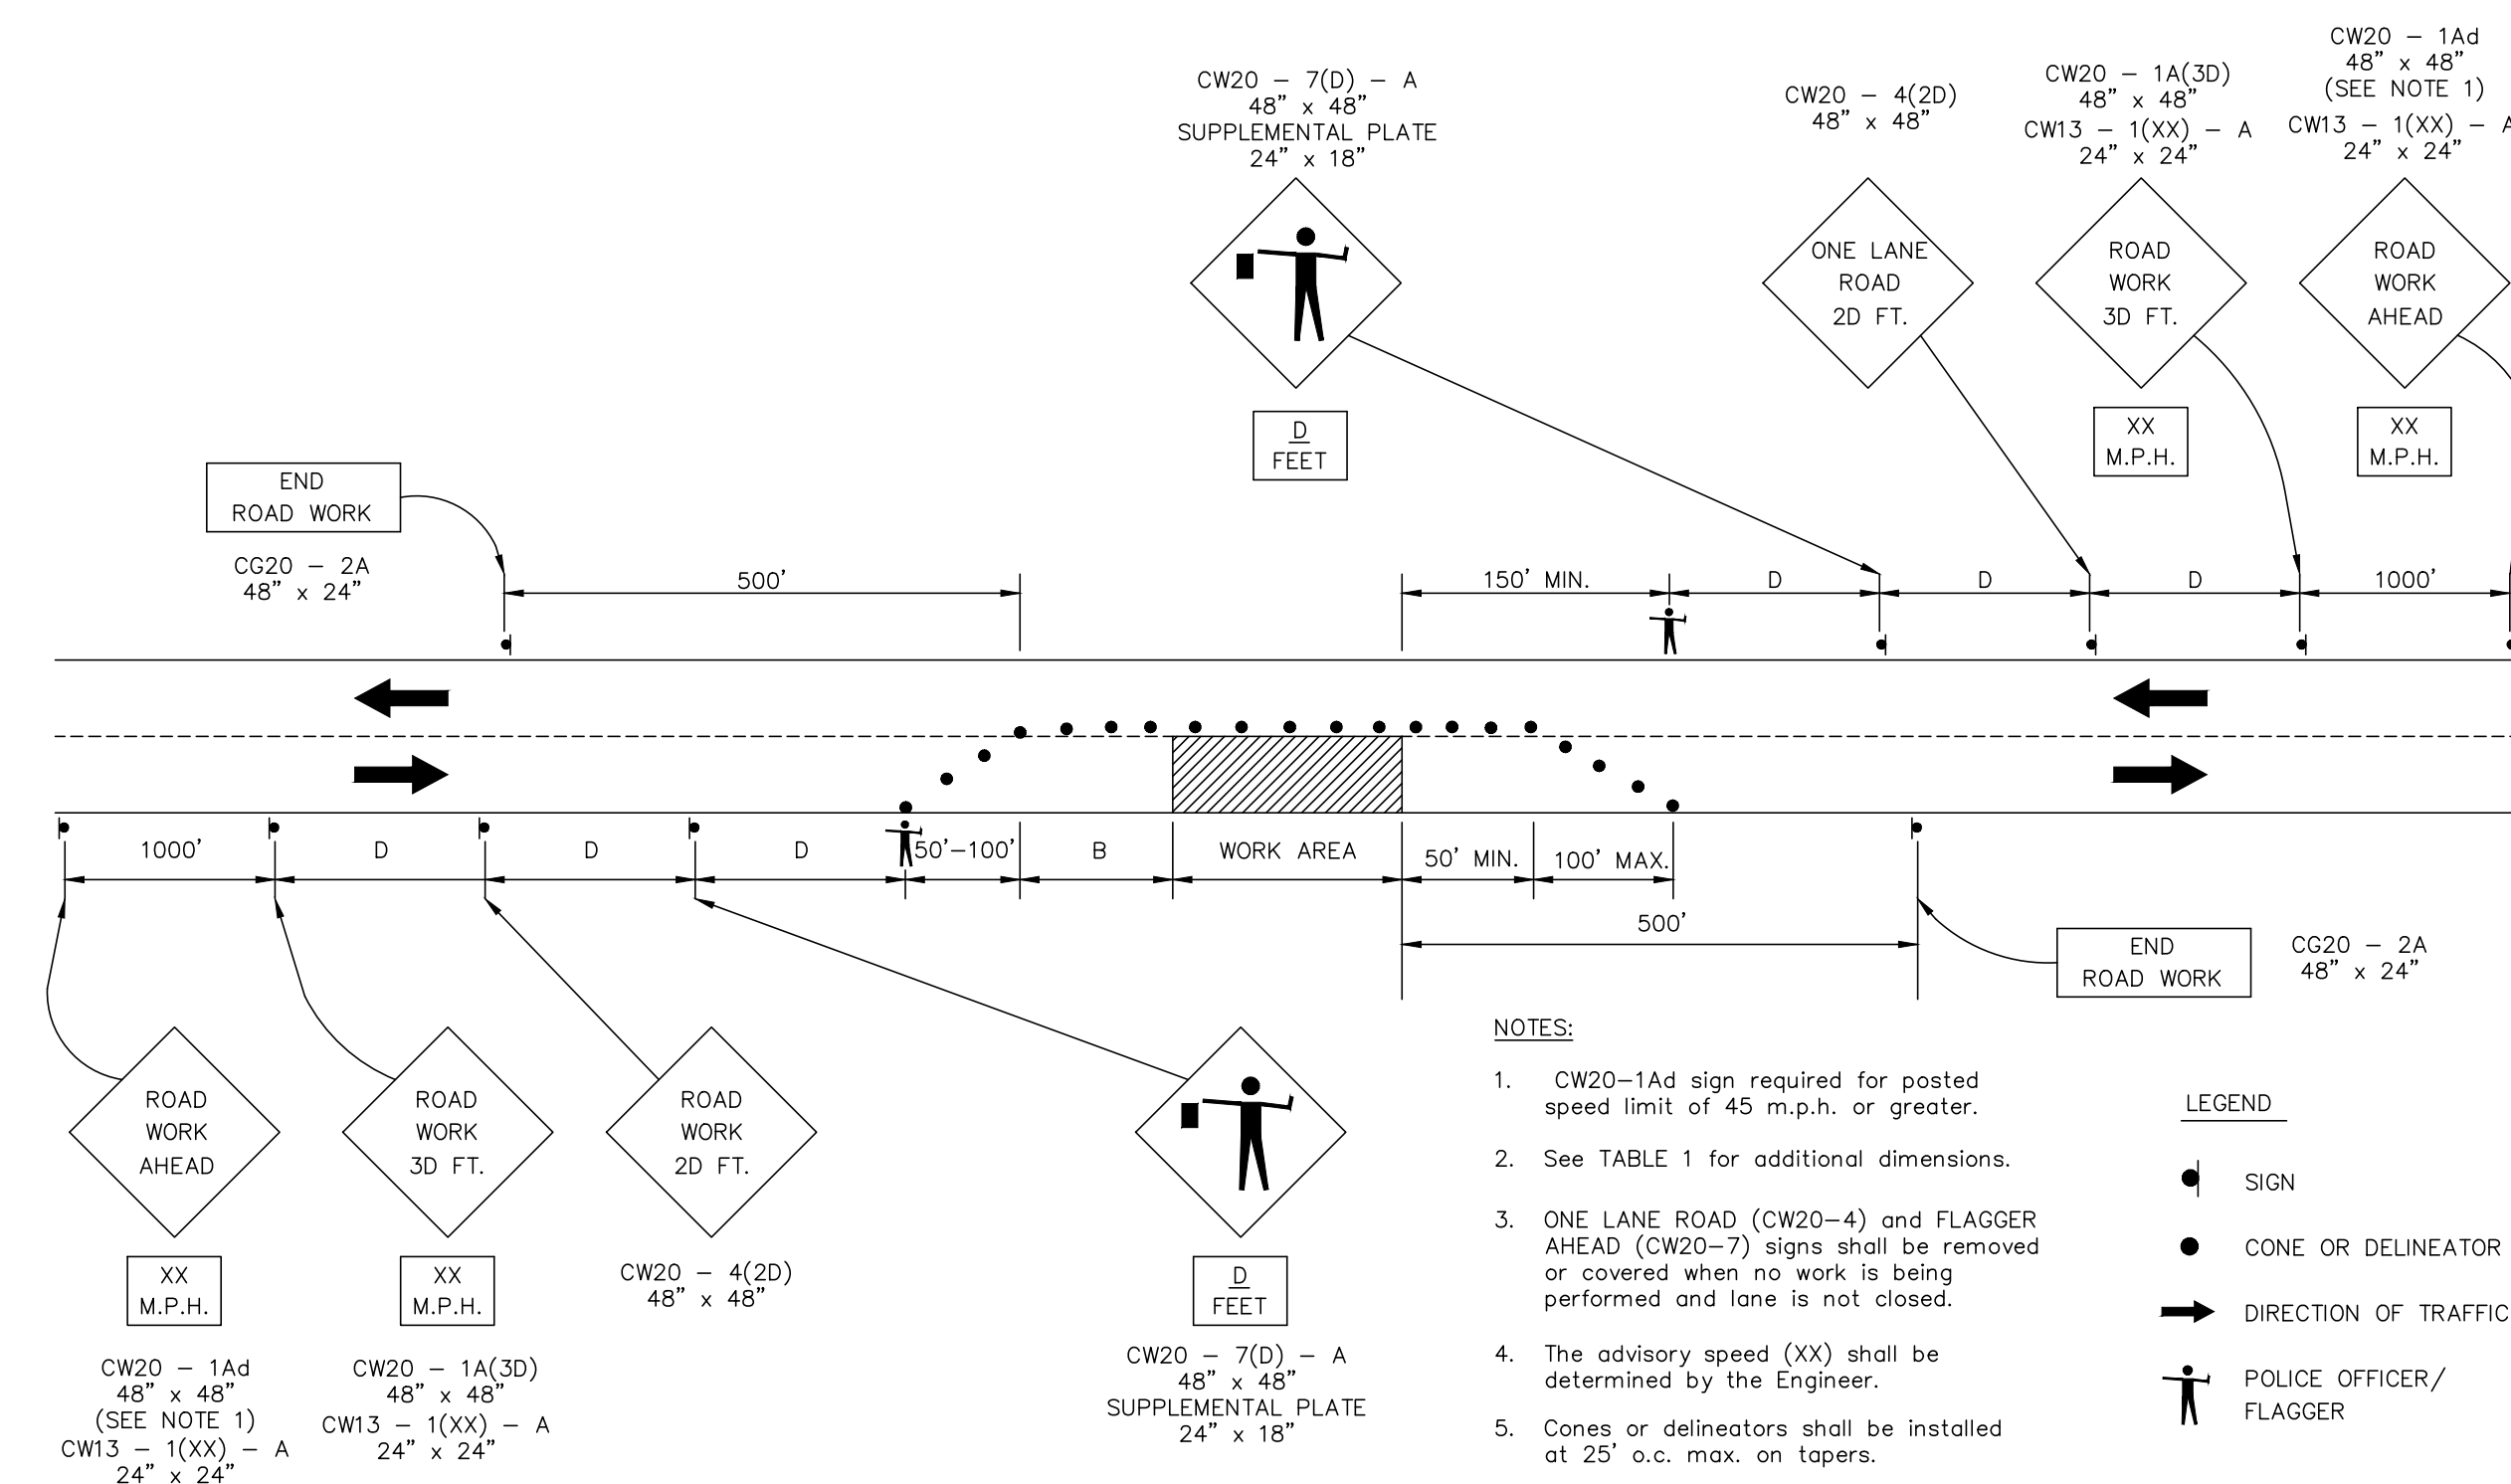 CW20 - 7(D) - A
48" x 48"
SUPPLEMENTAL PLATE
24" x 18"
CW20 - 4(2D)
48" x 48"
CW20 - 1A(3D)
48" x 48"
CW13 - 1(XX) - A
24" x 24"
CW20 - 1Ad
48" x 48"
(SEE NOTE 1)
CW13 - 1(XX) - A
24" x 24"
D
FEET
ONE LANE
ROAD
2D FT.
ROAD
WORK
3D FT.
XX
M.P.H.
ROAD
WORK
AHEAD
XX
M.P.H.
END
ROAD WORK
CG20 - 2A
48" x 24"
500'
150' MIN.
D
D
D
1000'
1000'
D
D
D
50'-100'
B
WORK AREA
50' MIN.
100' MAX.
500'
END
ROAD WORK
CG20 - 2A
48" x 24"
ROAD
WORK
AHEAD
XX
M.P.H.
CW20 - 1Ad
48" x 48"
(SEE NOTE 1)
CW13 - 1(XX) - A
24" x 24"
ROAD
WORK
3D FT.
XX
M.P.H.
CW20 - 1A(3D)
48" x 48"
CW13 - 1(XX) - A
24" x 24"
ROAD
WORK
2D FT.
CW20 - 4(2D)
48" x 48"
D
FEET
CW20 - 7(D) - A
48" x 48"
SUPPLEMENTAL PLATE
24" x 18"
NOTES:
1. CW20-1Ad sign required for posted
speed limit of 45 m.p.h. or greater.
2. See TABLE 1 for additional dimensions.
3. ONE LANE ROAD (CW20-4) and FLAGGER
AHEAD (CW20-7) signs shall be removed
or covered when no work is being
performed and lane is not closed.
4. The advisory speed (XX) shall be
determined by the Engineer.
5. Cones or delineators shall be installed
at 25' o.c. max. on tapers.
LEGEND
SIGN
CONE OR DELINEATOR
DIRECTION OF TRAFFIC
POLICE OFFICER/
FLAGGER